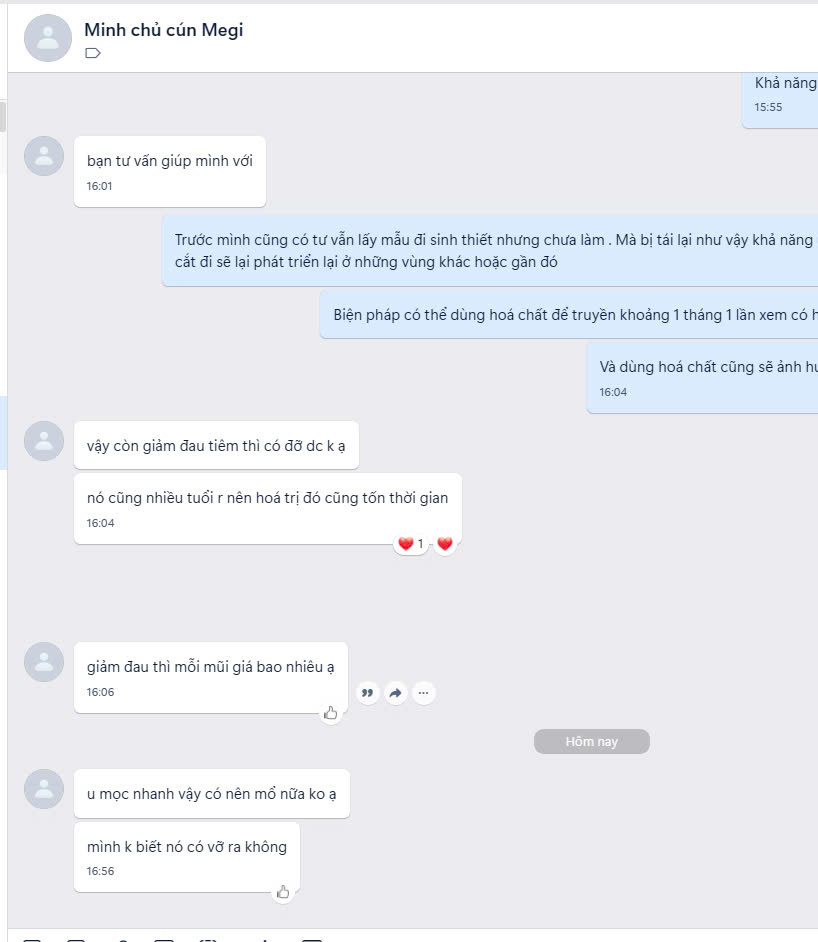 Minh chủ cún Megi
Khả năng
15:55
bạn tư vấn giúp mình với
16:01
Trước mình cũng có tư vẫn lấy mẫu đi sinh thiết nhưng chưa làm . Mà bị tái lại như vậy khả năng
cắt đi sẽ lại phát triển lại ở những vùng khác hoặc gần đó
Biện pháp có thể dùng hoá chất để truyền khoảng 1 tháng 1 lần xem có
Và dùng hoá chất cũng sẽ ảnh
16:04
vậy còn giảm đau tiêm thì có đỡ dc k ạ
nó cũng nhiều tuổi r nên hoá trị đó cũng tốn thời gian
16:04
1
giảm đau thì mỗi mũi giá bao nhiêu ạ
16:06
Hôm nay
u mọc nhanh vậy có nên mổ nữa ko ạ
mình k biết nó có vỡ ra không
16:56